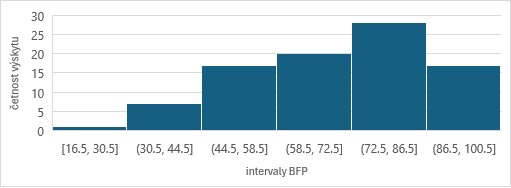 30
25
20
15
10
5
0
četnost výskytu
[16.5, 30.5] (30.5, 44.5] (44.5, 58.5] (58.5, 72.5] (72.5, 86.5] (86.5, 100.5]
intervaly BFP